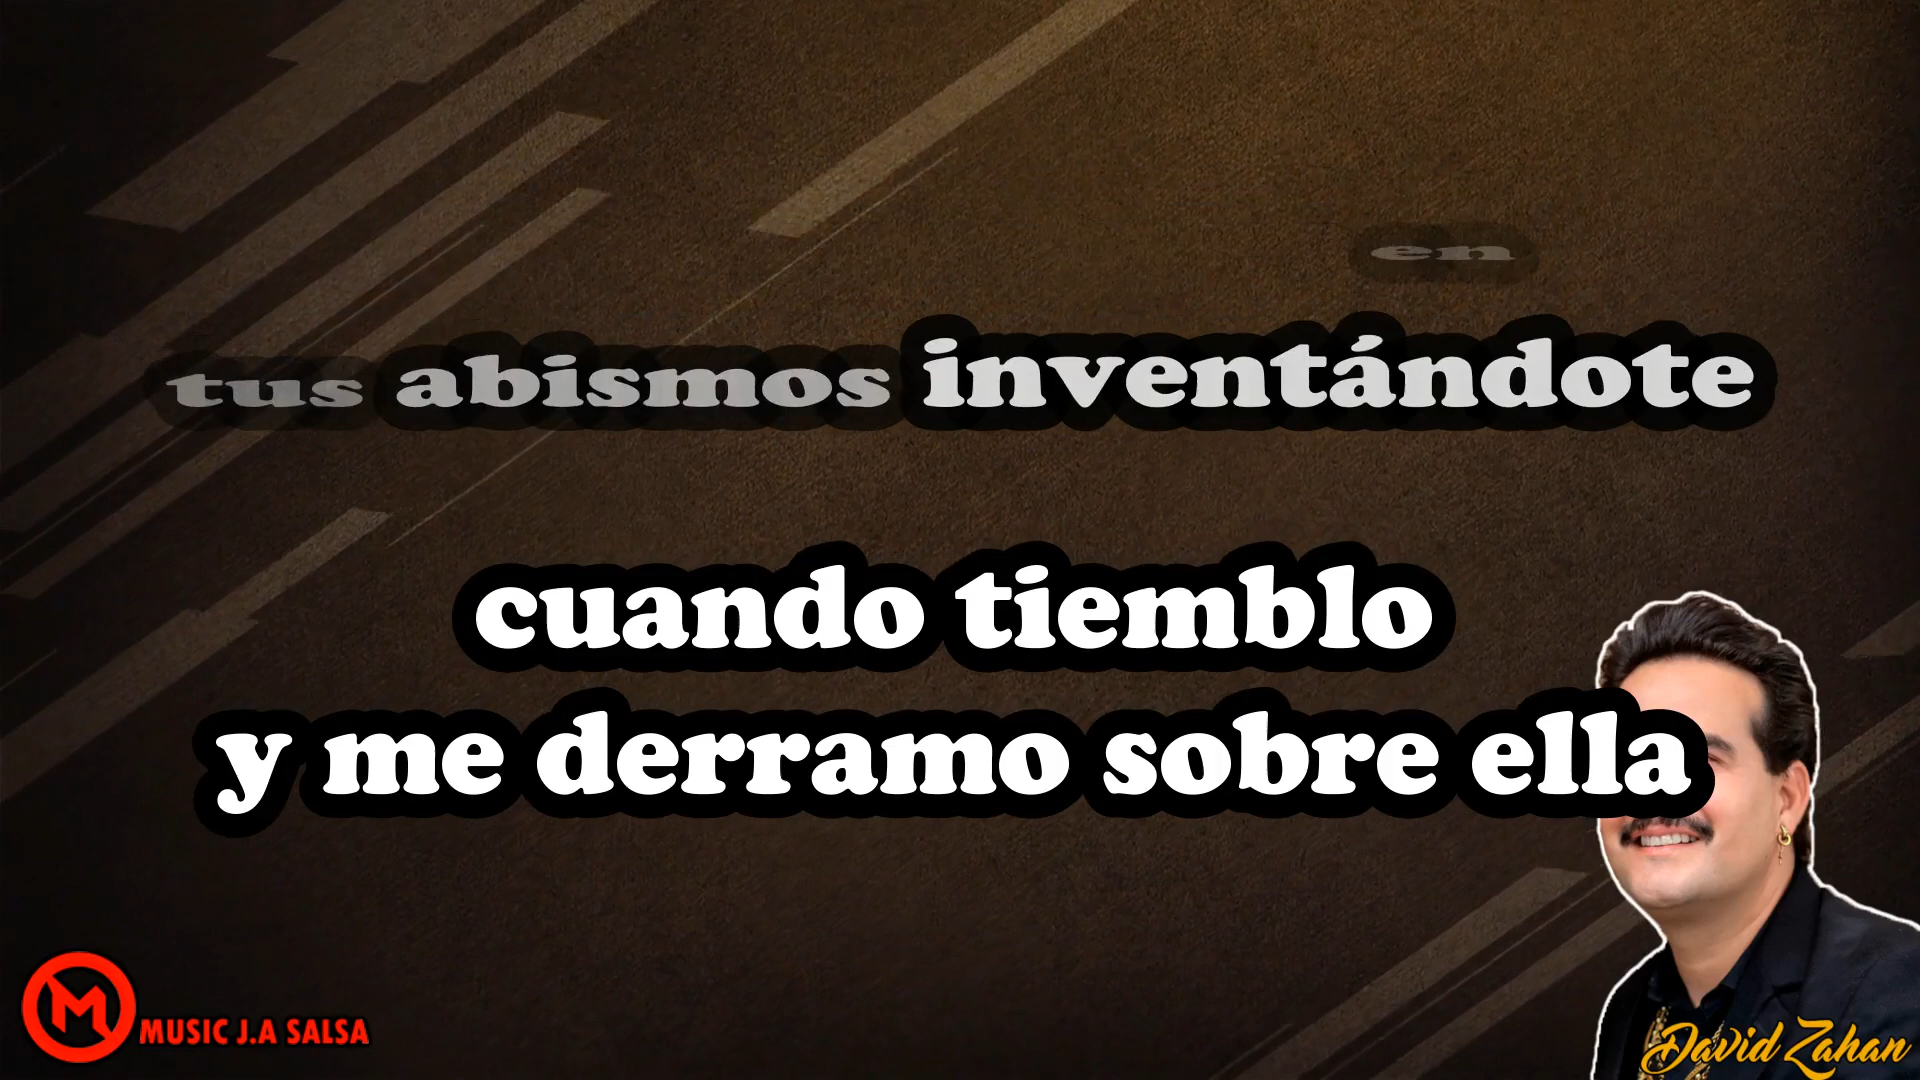 en
tus abismos inventándote
cuando tiemblo
y me derramo sobre ella
M
MUSIC J.A SALSA
David Zahan